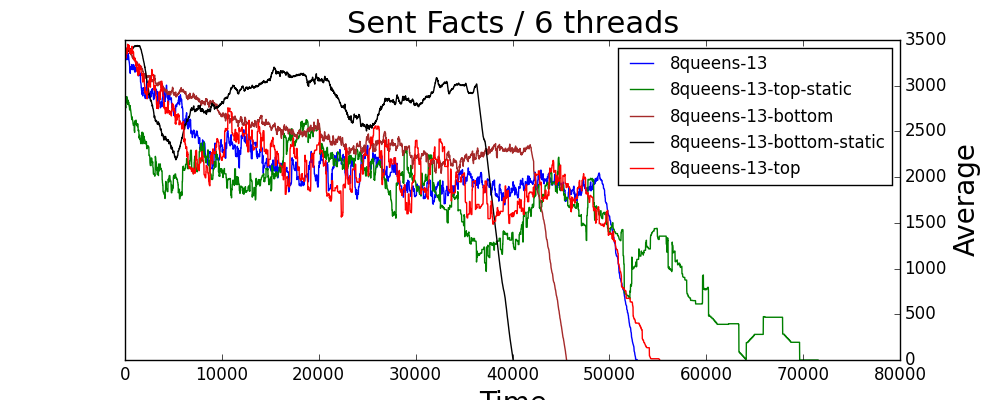 Sent Facts / 6 threads
8queens-13
8queens-13-top-static
8queens-13-bottom
8queens-13-bottom-static
8queens-13-top
3500
3000
2500
2000
1500
1000
500
0
Average
0 10000 20000 30000 40000 50000 60000 70000 80000
Time